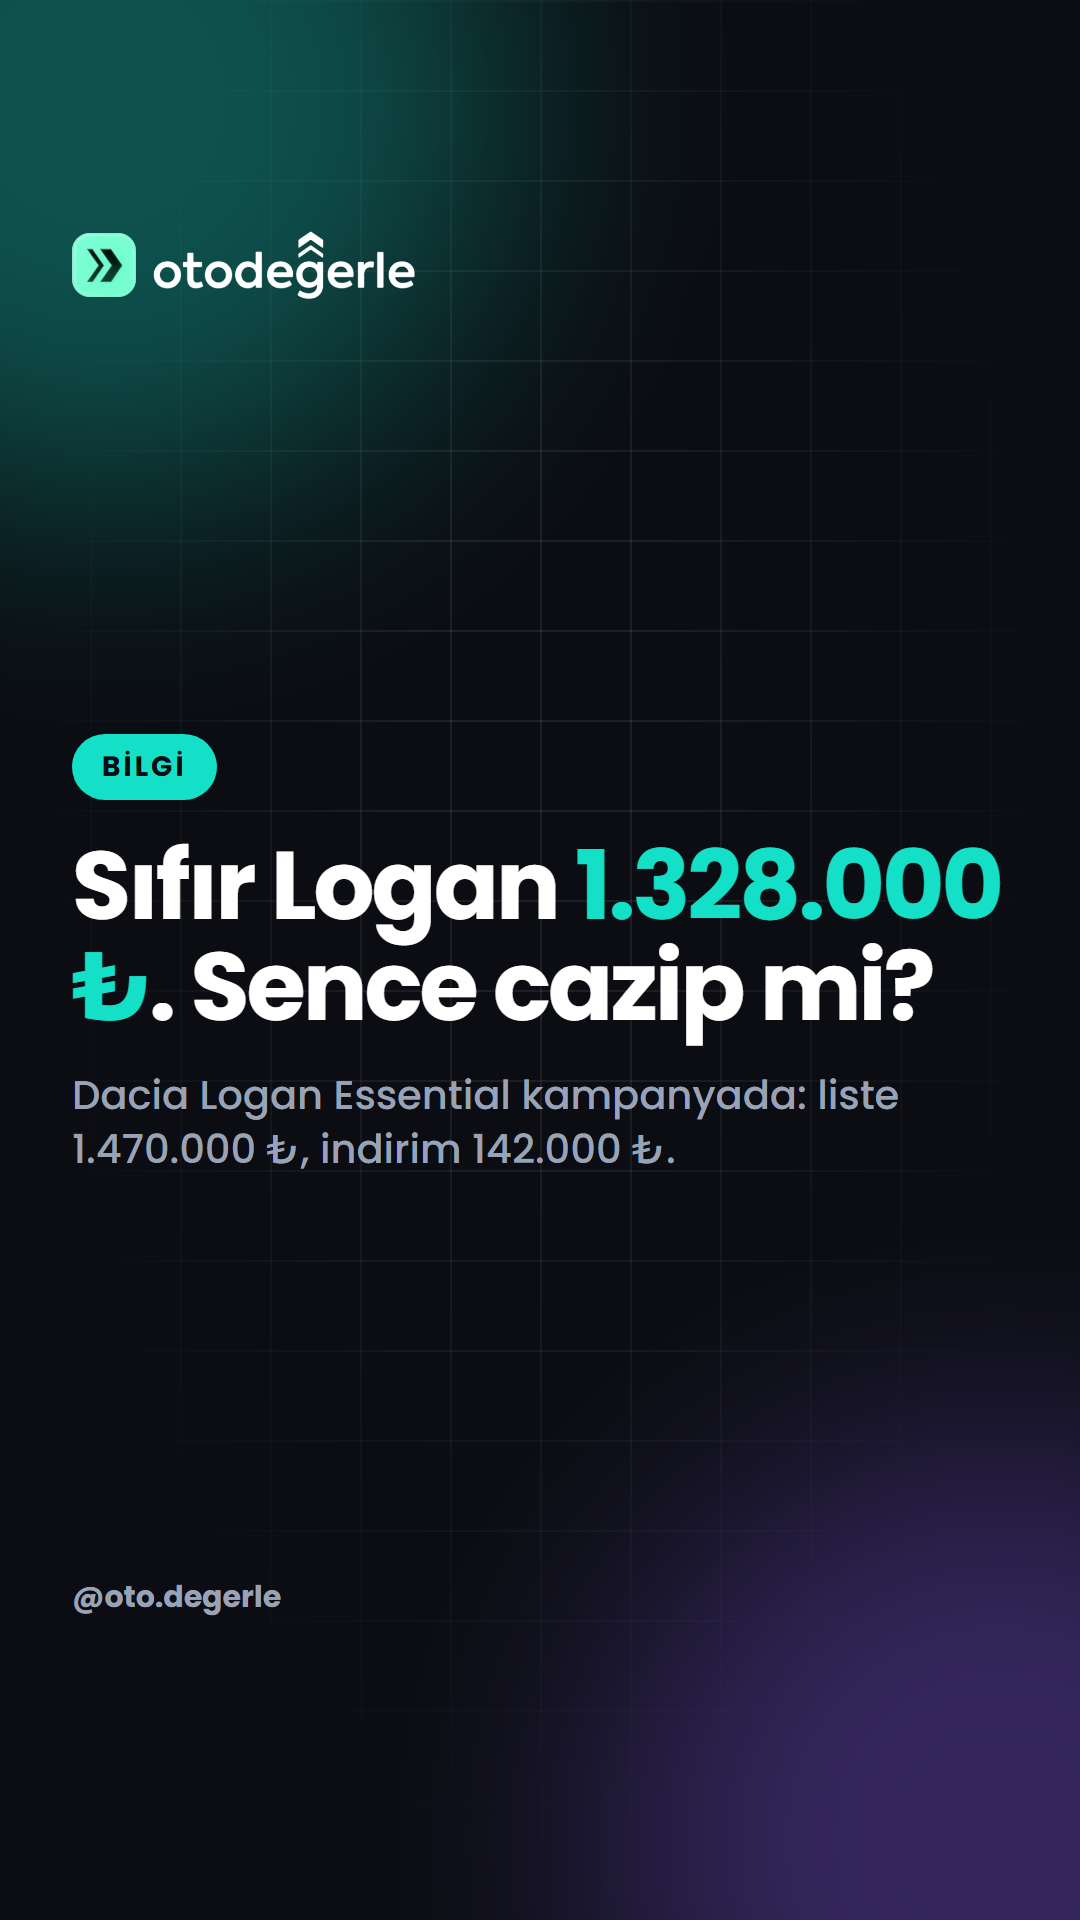 otodeğerle
BİLGİ
Sıfır Logan 1.328.000
₺. Sence cazip mi?
Dacia Logan Essential kampanyada: liste
1.470.000 ₺, indirim 142.000 ₺.
@oto.degerle